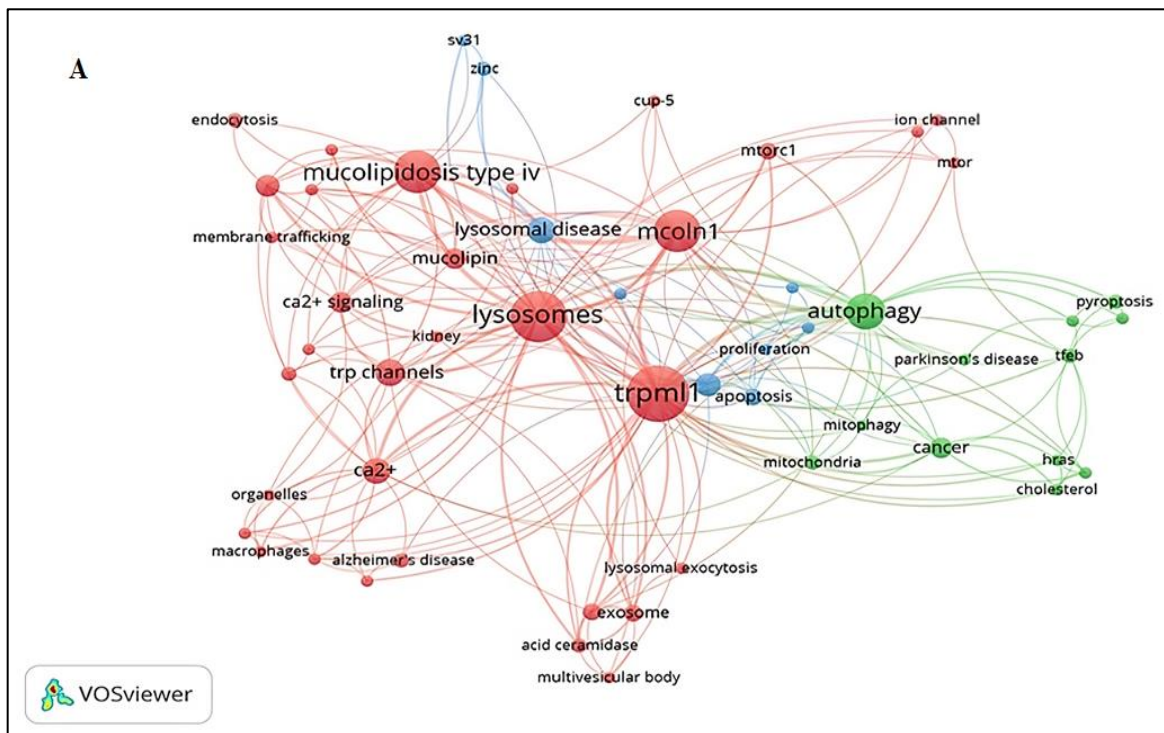 A
sv31
zinc
cup-5
endocytosis
ion channel
mtorc1
mtor
mucolipidosis type iv
lysosomal disease
mcoln1
membrane trafficking
mucolipin
ca2+ signaling
pyroptosis
lysosomes
autophagy
kidney
proliferation
parkinson's disease
tfeb
trp channels
trpml1
apoptosis
mitophagy
cancer
mitochondria
hras
ca2+
cholesterol
organelles
macrophages
alzheimer's disease
lysosomal exocytosis
exosome
acid ceramidase
multivesicular body
VOSviewer